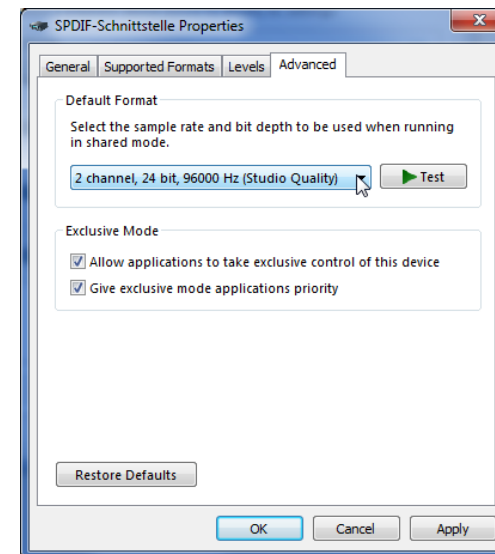 SPDIF-Schnittstelle Properties
General Supported Formats Levels Advanced
Default Format
Select the sample rate and bit depth to be used when running
in shared mode.
2 channel, 24 bit, 96000 Hz (Studio Quality) Test
Exclusive Mode
Allow applications to take exclusive control of this device
Give exclusive mode applications priority
Restore Defaults
OK Cancel Apply